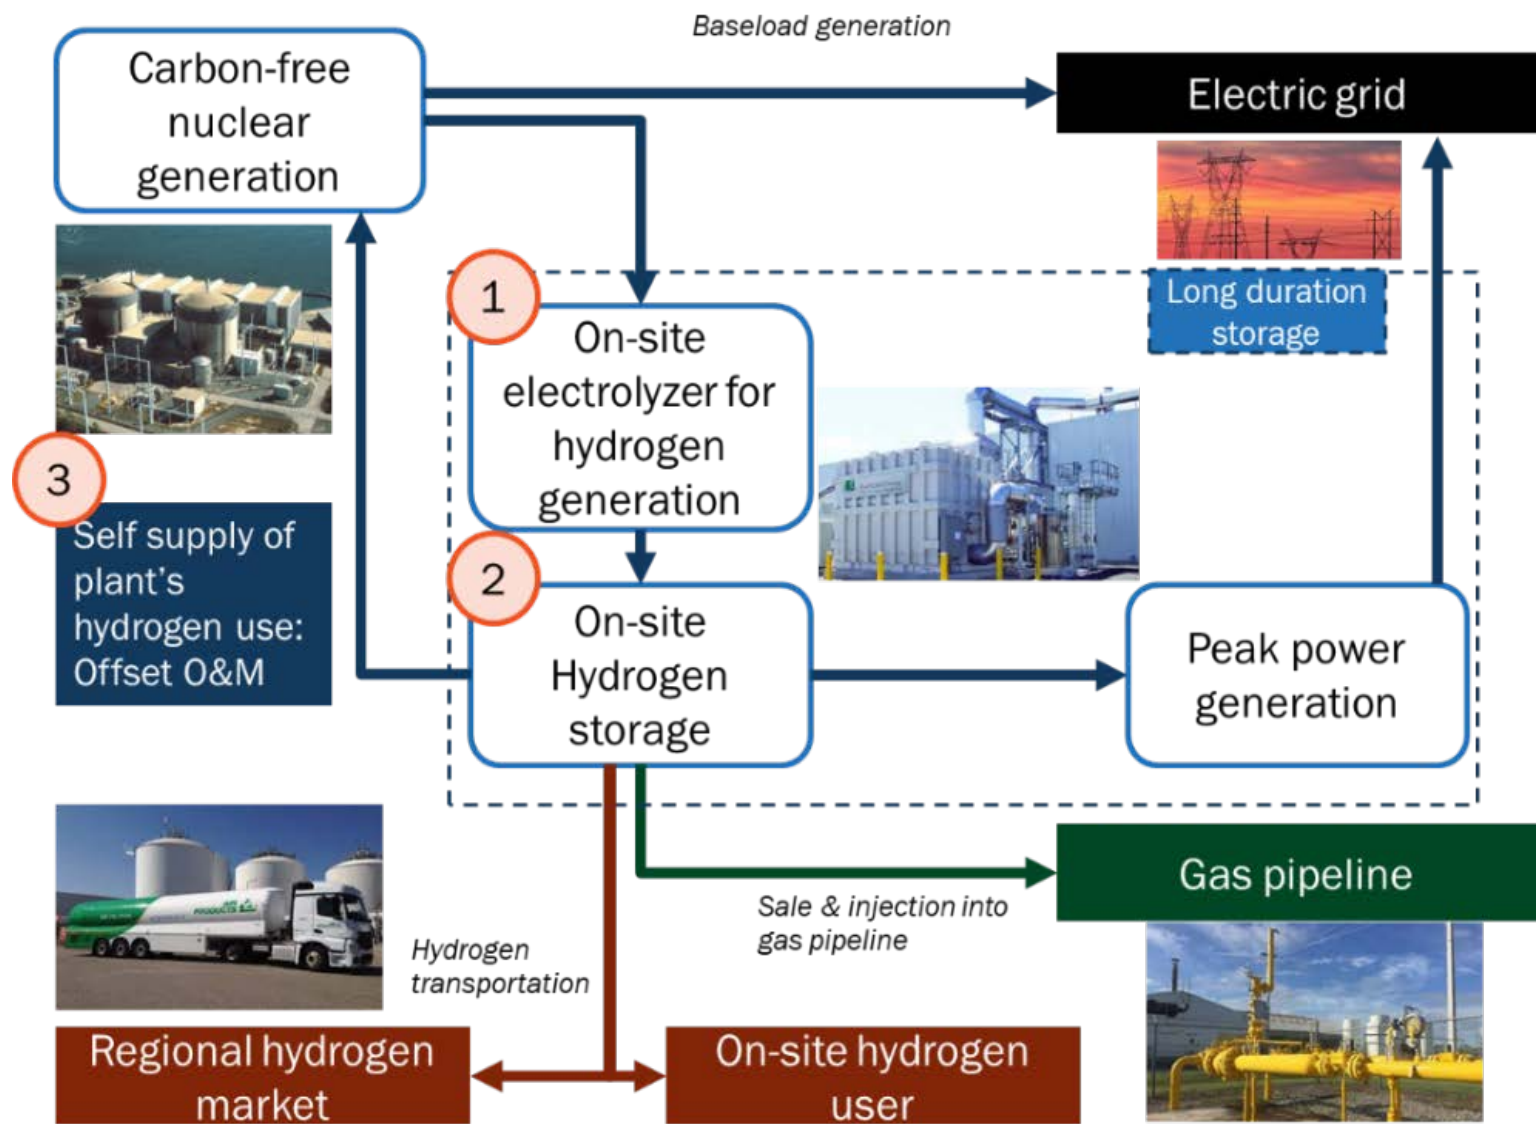 Baseload generation
Carbon-free
nuclear
generation
Electric grid
1
Long duration
storage
On-site
electrolyzer for
hydrogen
generation
3
Self supply of
plant's
hydrogen use:
Offset O&M
2
On-site
Hydrogen
storage
Peak power
generation
Gas pipeline
Sale & injection into
gas pipeline
Hydrogen
transportation
PRODUCTS
Regional hydrogen
market
On-site hydrogen
user